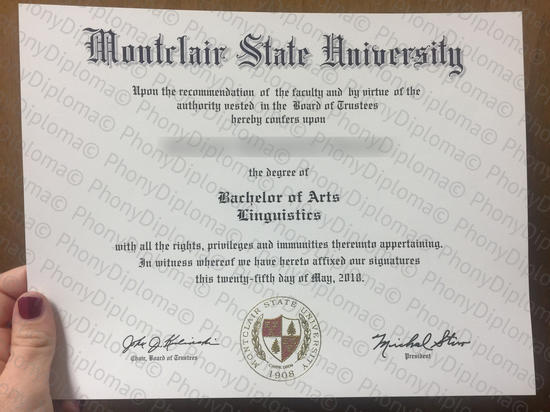 Montclair State University
Upon the recommendation of the faculty and by virtue of the
authority vested in the Board of Trustees
hereby confers upon
the degree of
Bachelor of Arts
Linguistics
with all the rights, privileges and immunities thereunto appertaining.
In witness whereof we have hereto affixed our signatures
this twenty-fifth day of May, 2018.
MONTCLAIR STATE UNIVERSITY
1908
Chair, Board of Trustees
President
PhonyDiploma©